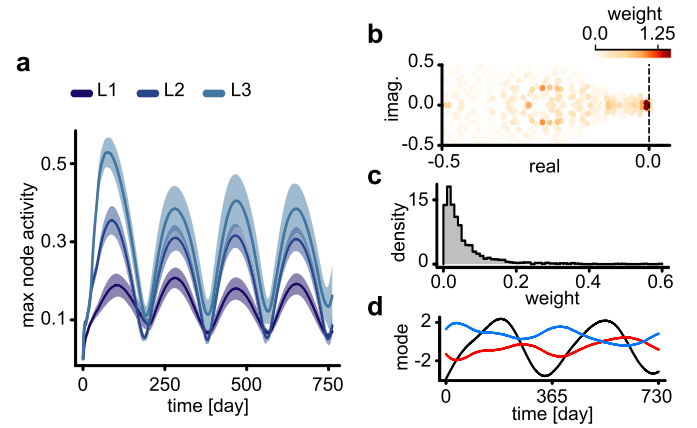 a
L1 L2 L3
0.5
0.3
0.1
max node activity
0 250 500 750
time [day]
b
weight
0.0 1.25
0.5
0.0
-0.5
imag.
-0.5 0.0
real
c
15
0
density
0.0 0.2 0.4 0.6
weight
d
2
-2
mode
0 365 730
time [day]